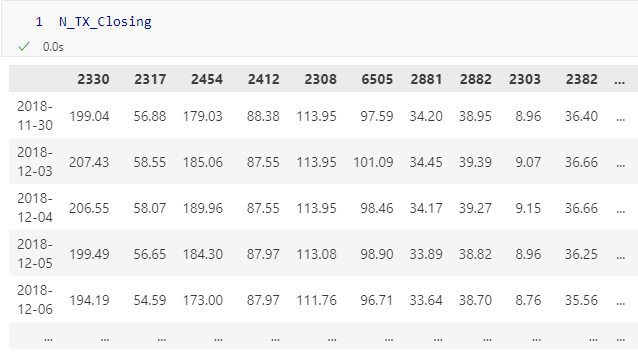 1 N_TX_Closing
✓ 0.0s
2330 2317 2454 2412 2308 6505 2881 2882 2303 2382 ...
2018-
11-30 199.04 56.88 179.03 88.38 113.95 97.59 34.20 38.95 8.96 36.40 ...
2018-
12-03 207.43 58.55 185.06 87.55 113.95 101.09 34.45 39.39 9.07 36.66 ...
2018-
12-04 206.55 58.07 189.96 87.55 113.95 98.46 34.17 39.27 9.15 36.66 ...
2018-
12-05 199.49 56.65 184.30 87.97 113.08 98.90 33.89 38.82 8.96 36.25 ...
2018-
12-06 194.19 54.59 173.00 87.97 111.76 96.71 33.64 38.70 8.76 35.56 ...
... ... ... ... ... ... ... ... ... ... ... ...